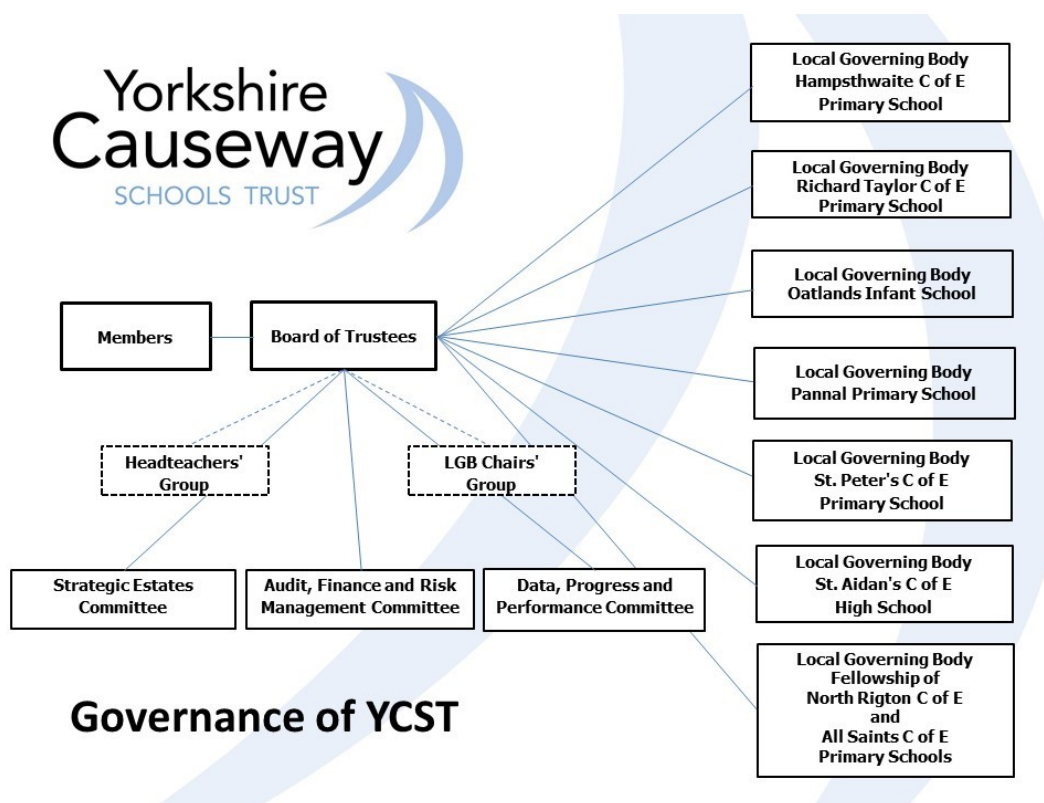 Yorkshire
Causeway
SCHOOLS TRUST
Members
Board of Trustees
Headteachers'
Group
LGB Chairs'
Group
Strategic Estates
Committee
Audit, Finance and Risk
Management Committee
Data, Progress and
Performance Committee
Local Governing Body
Hampsthwaite C of E
Primary School
Local Governing Body
Richard Taylor C of E
Primary School
Local Governing Body
Oatlands Infant School
Local Governing Body
Pannal Primary School
Local Governing Body
St. Peter's C of E
Primary School
Local Governing Body
St. Aidan's C of E
High School
Local Governing Body
Fellowship of
North Rigton C of E
and
All Saints C of E
Primary Schools
Governance of YCST